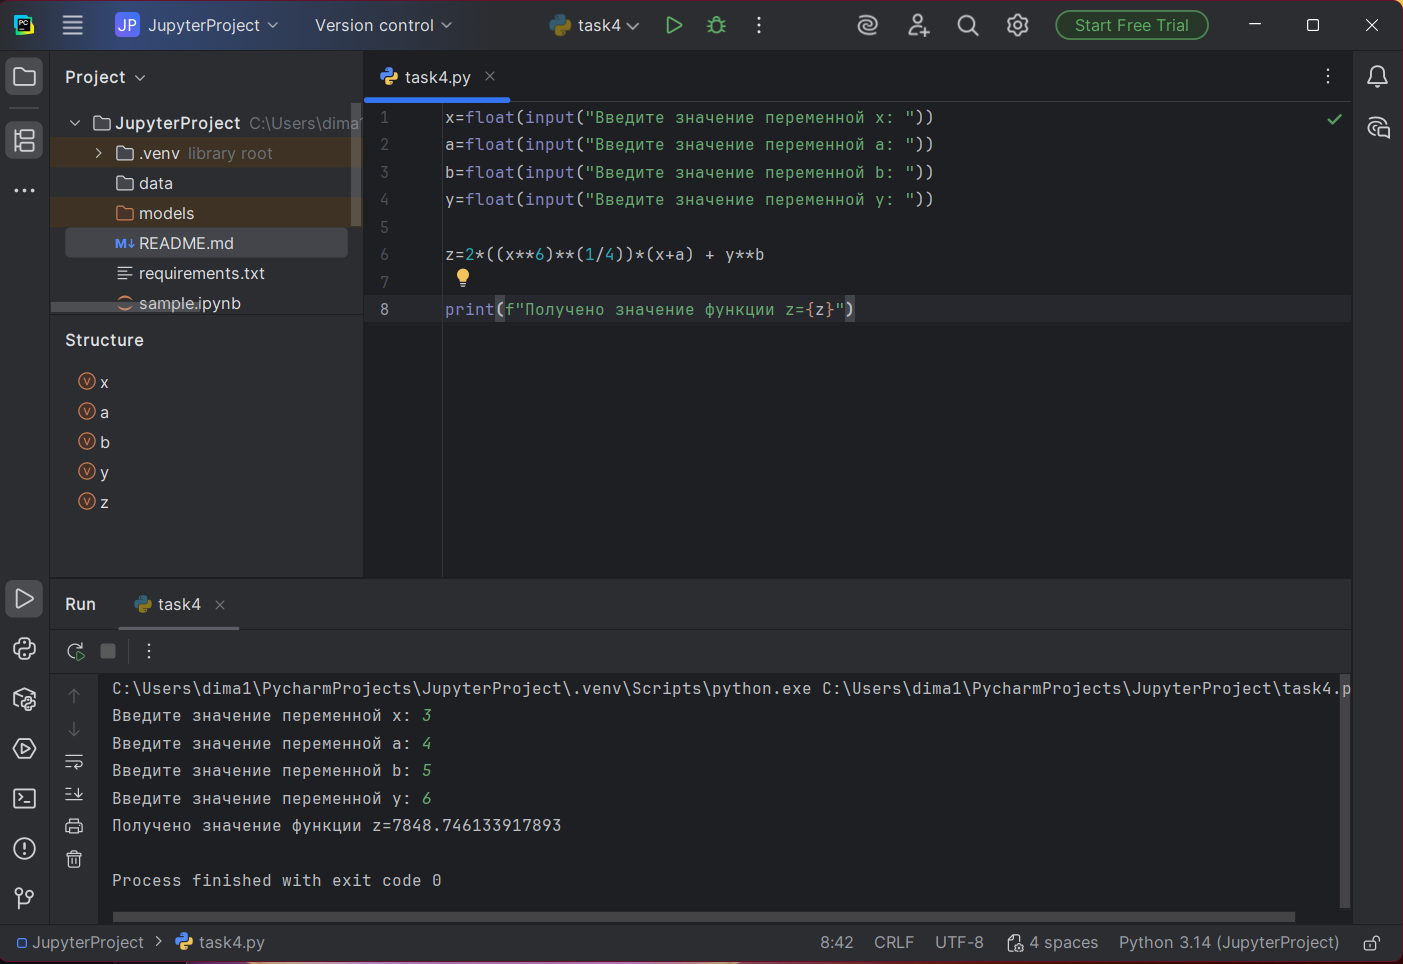 PC
JP JupyterProject
Version control
task4
Start Free Trial
Project
task4.py
JupyterProject C:\Users\dima1
.venv library root
data
models
M↓ README.md
requirements.txt
sample.ipynb
1 x=float(input("Введите значение переменной x: "))
2 a=float(input("Введите значение переменной a: "))
3 b=float(input("Введите значение переменной b: "))
4 y=float(input("Введите значение переменной y: "))
5
6 z=2*((x**6)**(1/4))*(x+a) + y**b
7
8 print(f"Получено значение функции z={z}")
Structure
V x
V a
V b
V y
V z
Run
task4
C:\Users\dima1\PycharmProjects\JupyterProject\.venv\Scripts\python.exe C:\Users\dima1\PycharmProjects\JupyterProject\task4.p
Введите значение переменной x: 3
Введите значение переменной a: 4
Введите значение переменной b: 5
Введите значение переменной y: 6
Получено значение функции z=7848.746133917893
Process finished with exit code 0
JupyterProject > task4.py
8:42 CRLF UTF-8 4 spaces Python 3.14 (JupyterProject)